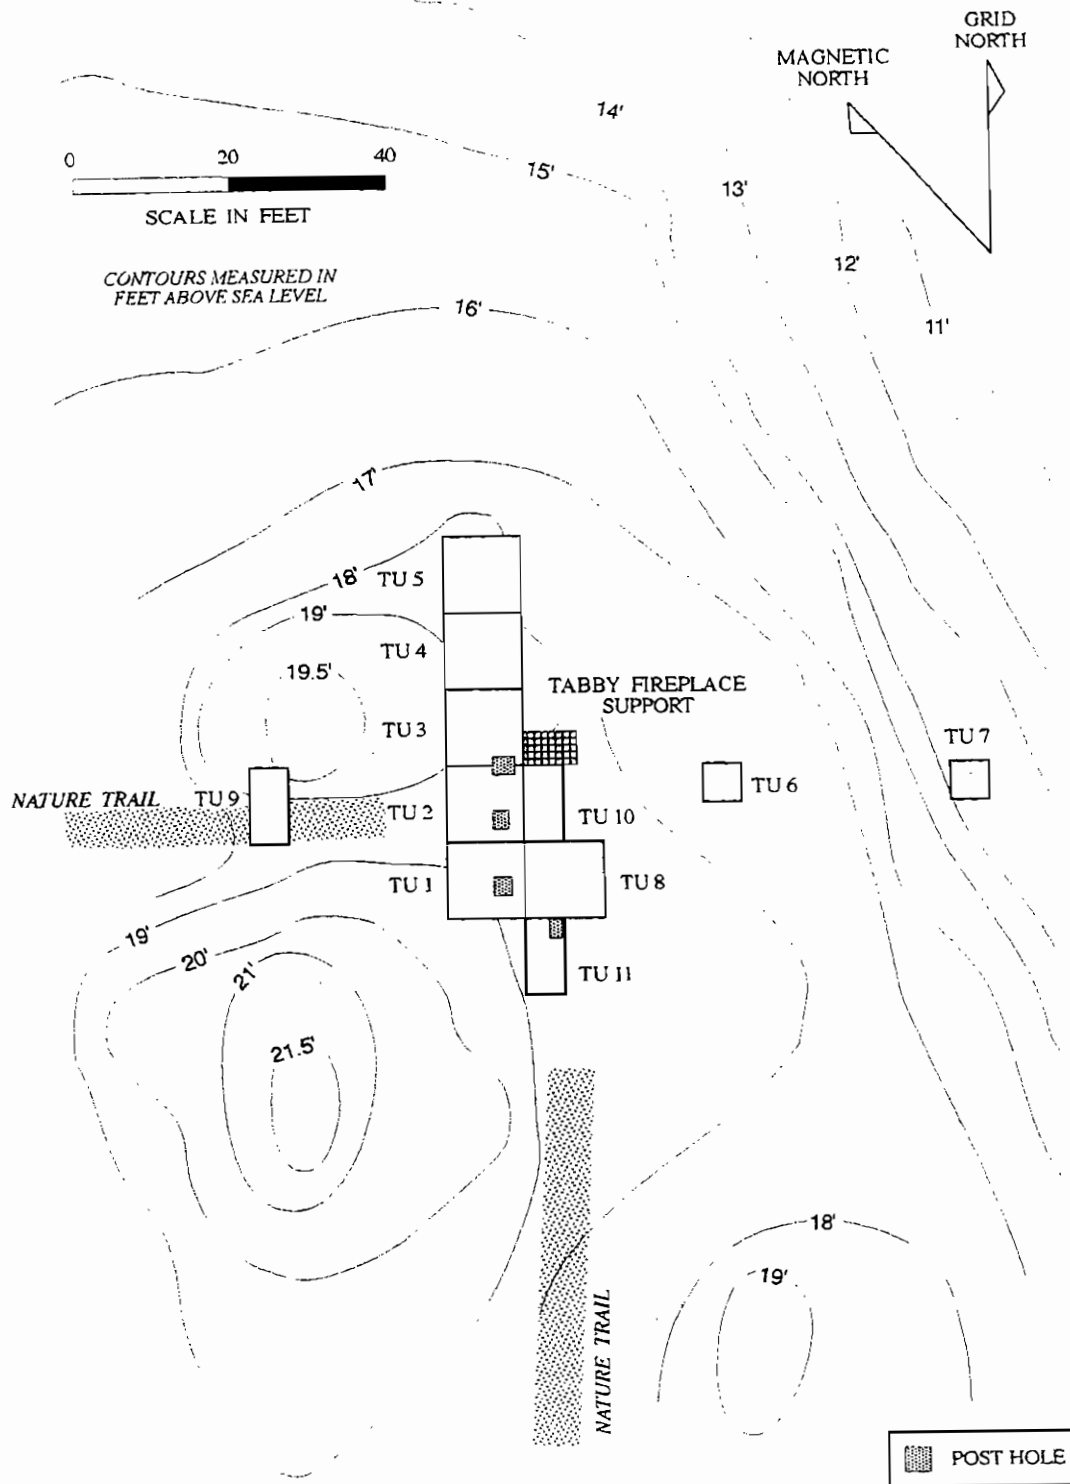 GRID
NORTH
MAGNETIC
NORTH
14'
0 20 40
15'
13'
SCALE IN FEET
12'
CONTOURS MEASURED IN
FEET ABOVE SEA LEVEL
16'
11'
17'
18'
TU 5
19'
TU 4
19.5'
TABBY FIREPLACE
SUPPORT
TU 3
TU 7
TU 6
NATURE TRAIL
TU 9
TU 2
TU 10
TU 1
TU 8
19'
20'
21'
TU 11
21.5'
18'
19'
NATURE TRAIL
POST HOLE